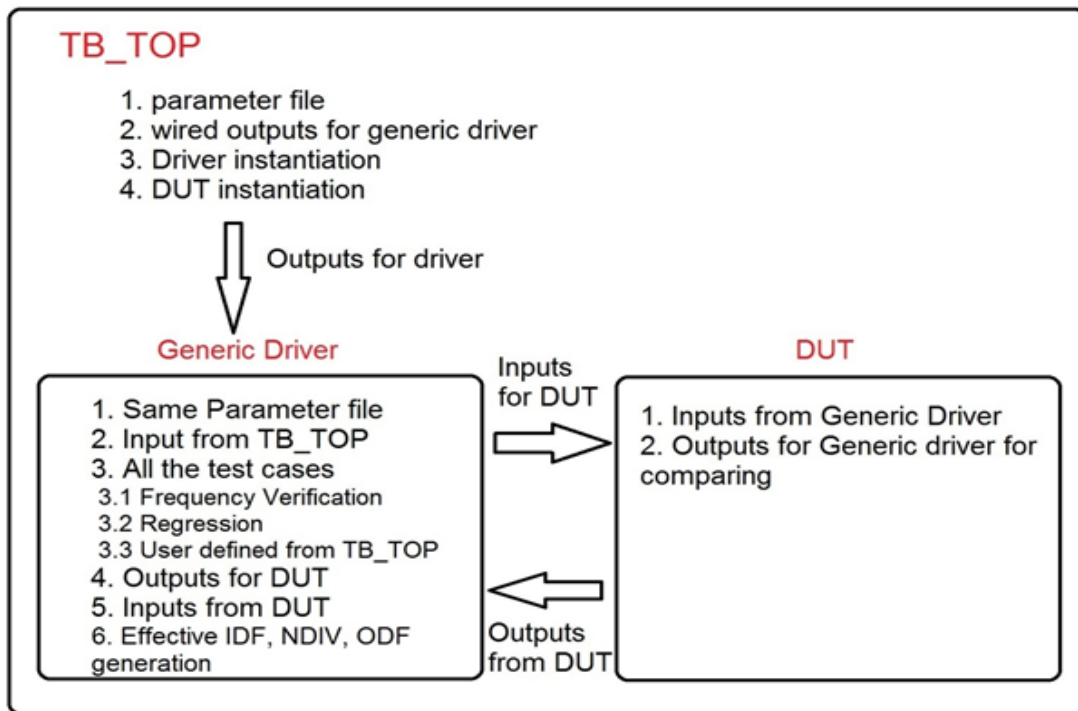 TB_TOP
1. parameter file
2. wired outputs for generic driver
3. Driver instantiation
4. DUT instantiation
Outputs for driver
Generic Driver
1. Same Parameter file
2. Input from TB_TOP
3. All the test cases
3.1 Frequency Verification
3.2 Regression
3.3 User defined from TB_TOP
4. Outputs for DUT
5. Inputs from DUT
6. Effective IDF, NDIV, ODF
generation
Inputs
for DUT
Outputs
from DUT
DUT
1. Inputs from Generic Driver
2. Outputs for Generic driver for
comparing